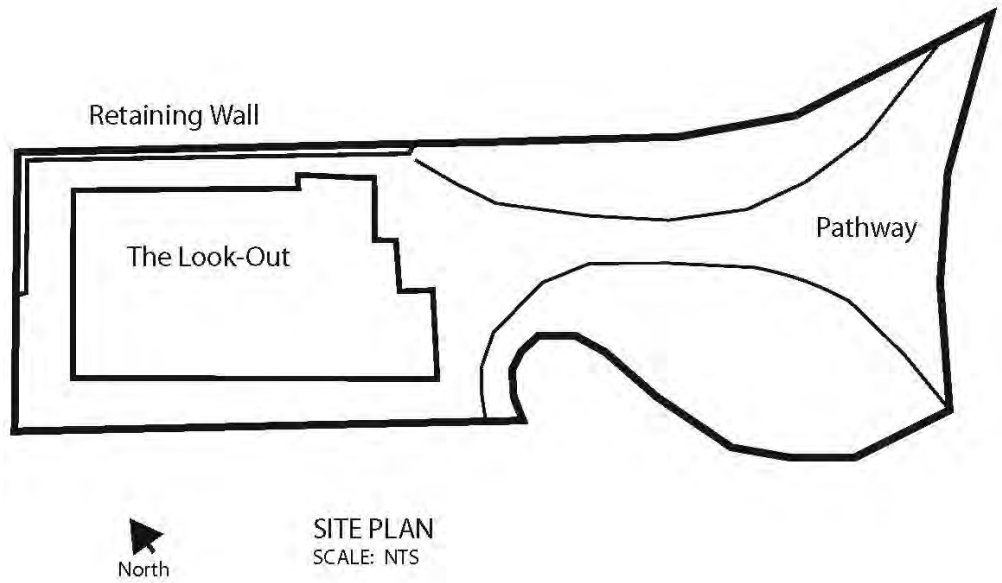 Retaining Wall
Pathway
The Look-Out
North
SITE PLAN
SCALE: NTS